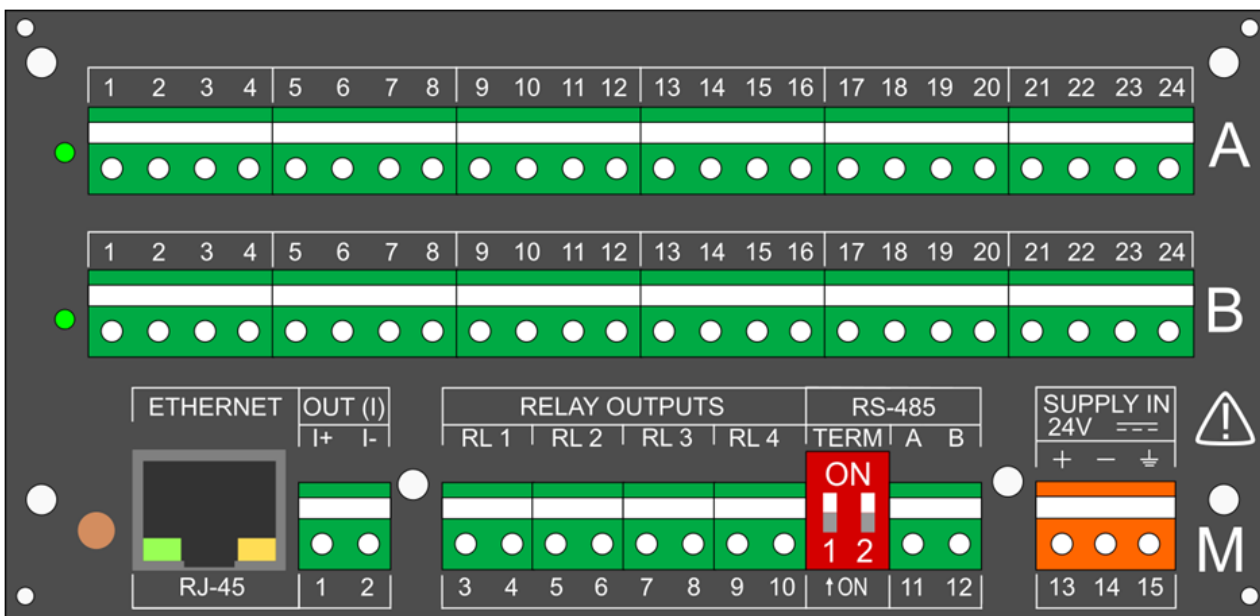 1 2 3 4 5 6 7 8 9 10 11 12 13 14 15 16 17 18 19 20 21 22 23 24
A
1 2 3 4 5 6 7 8 9 10 11 12 13 14 15 16 17 18 19 20 21 22 23 24
B
ETHERNET OUT (I) RELAY OUTPUTS RS-485 SUPPLY IN
24V
I+ I- RL 1 RL 2 RL 3 RL 4 TERM A B + −
ON
1 2
M
RJ-45 1 2 3 4 5 6 7 8 9 10 ↑ON 11 12 13 14 15